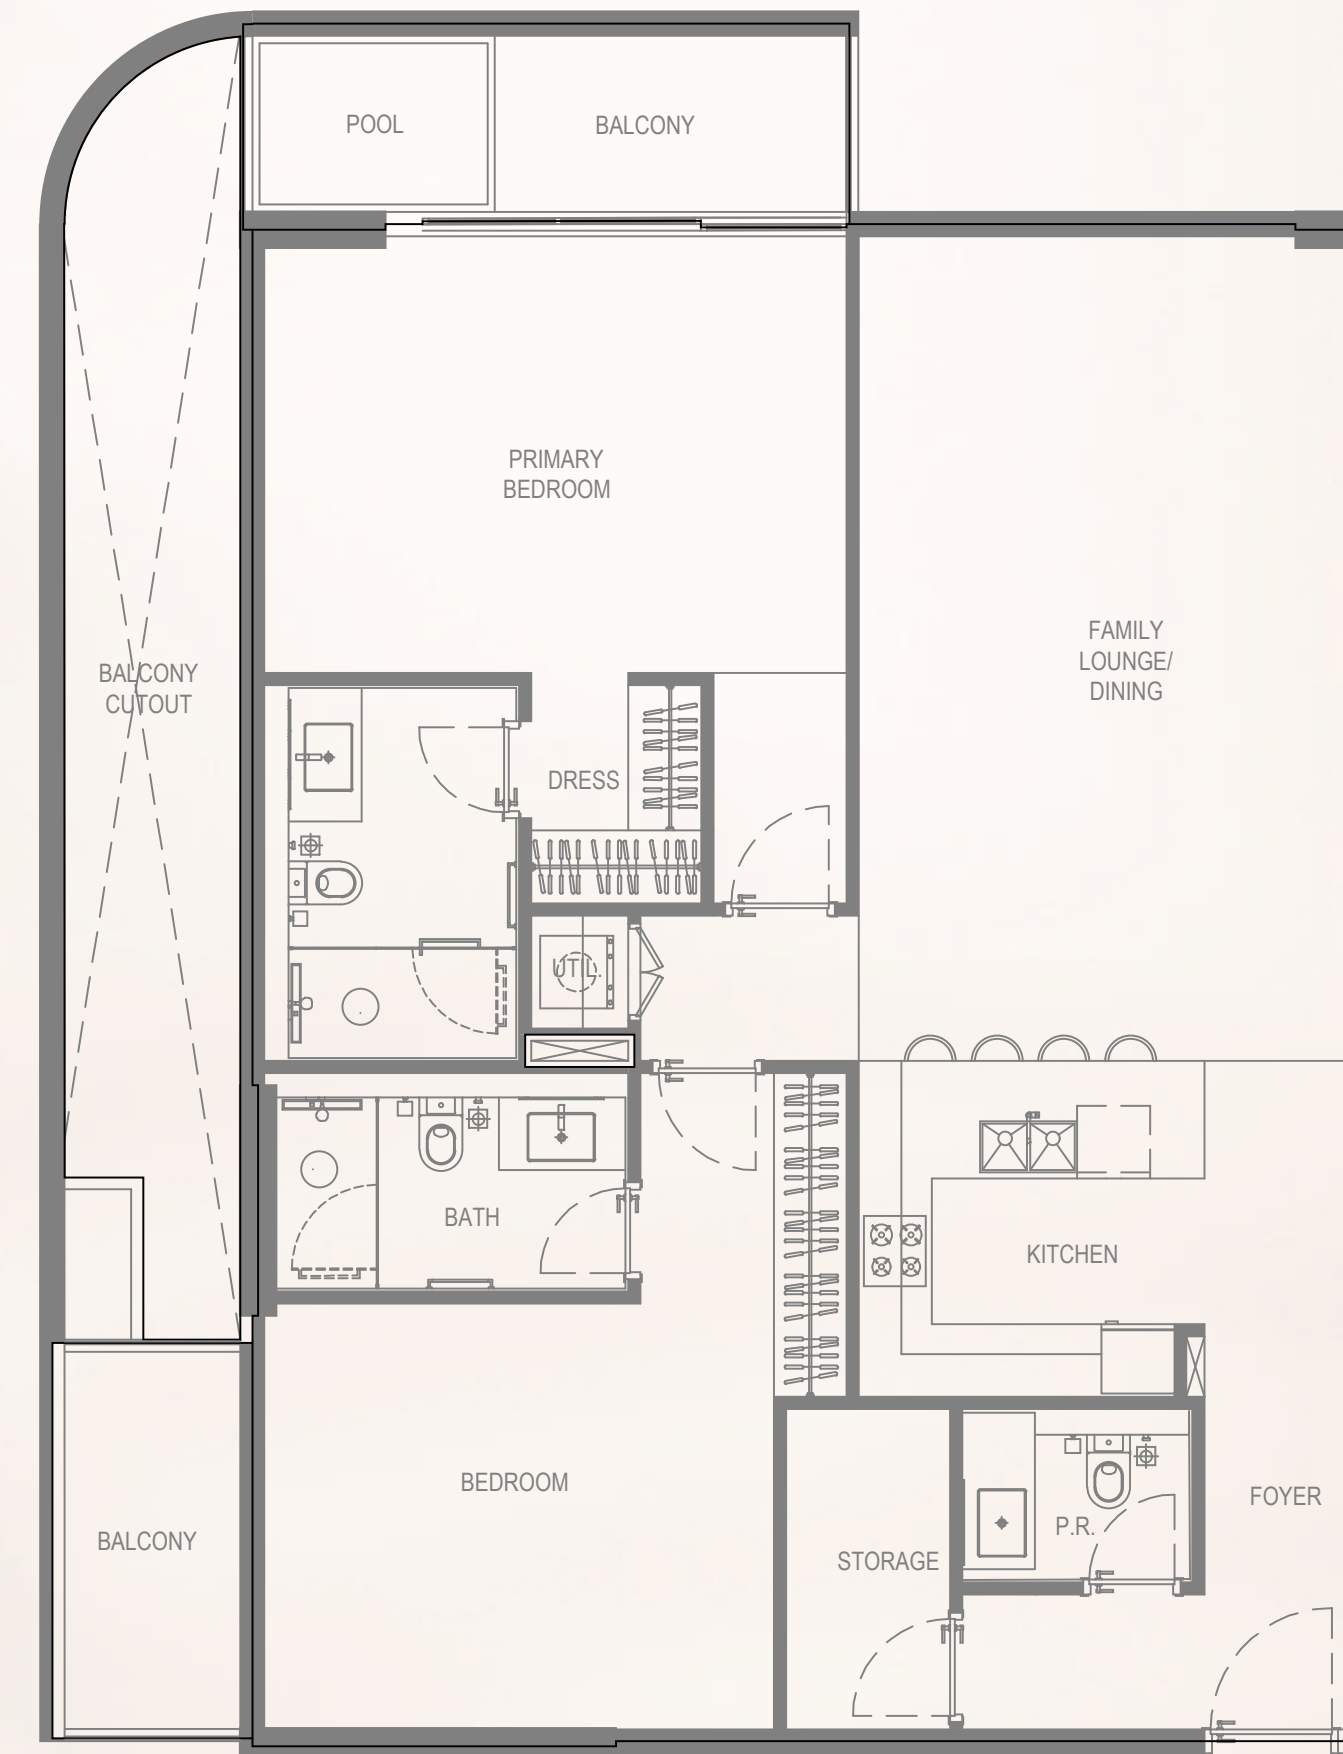 POOL
BALCONY
PRIMARY
BEDROOM
FAMILY
LOUNGE/
DINING
BALCONY
CUTOUT
DRESS
UTIL.
BATH
KITCHEN
BEDROOM
FOYER
P.R.
BALCONY
STORAGE